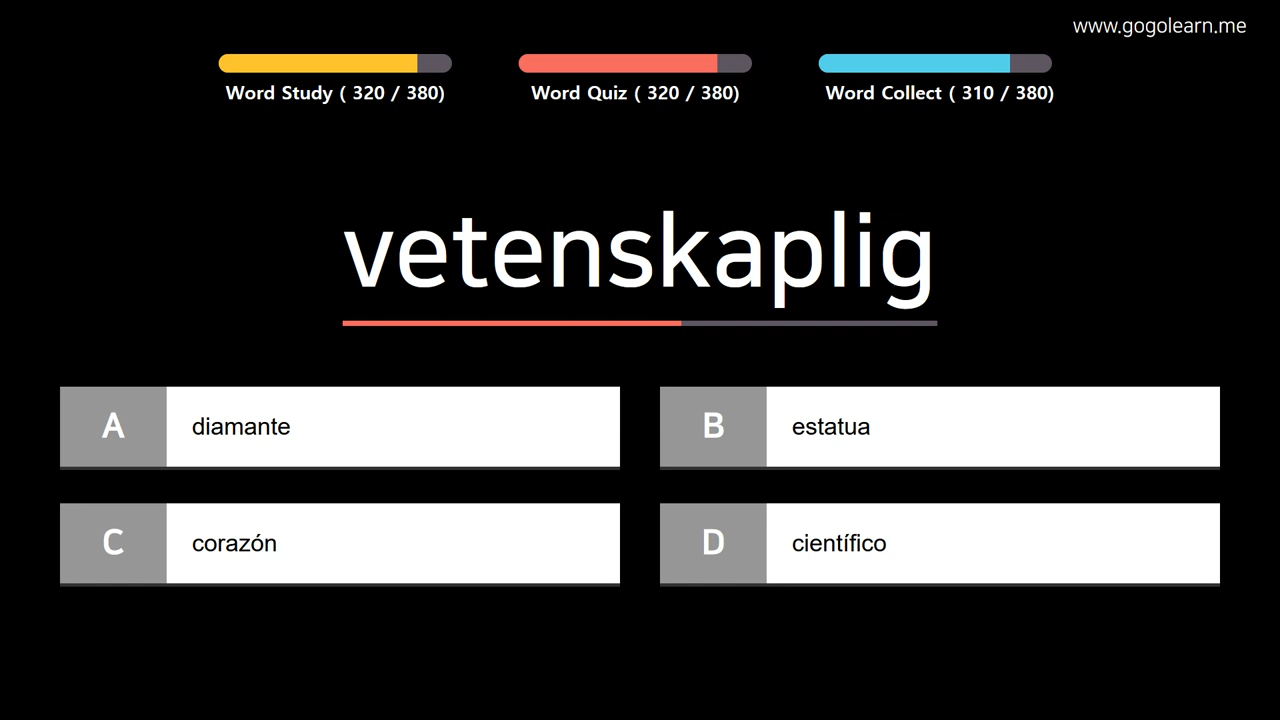 www.gogolearn.me
Word Study ( 320 / 380)
Word Quiz ( 320 / 380)
Word Collect ( 310 / 380)
vetenskaplig
A diamante
B estatua
C corazón
D científico